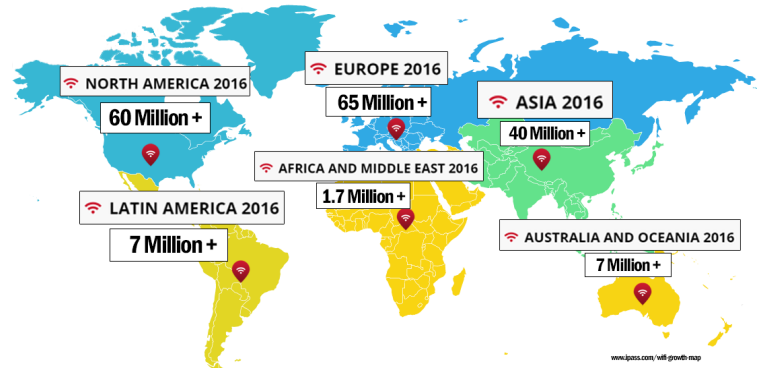 NORTH AMERICA 2016
60 Million +
EUROPE 2016
65 Million +
ASIA 2016
40 Million +
AFRICA AND MIDDLE EAST 2016
1.7 Million +
LATIN AMERICA 2016
7 Million +
AUSTRALIA AND OCEANIA 2016
7 Million +
www.ipass.com/wifi-growth-map